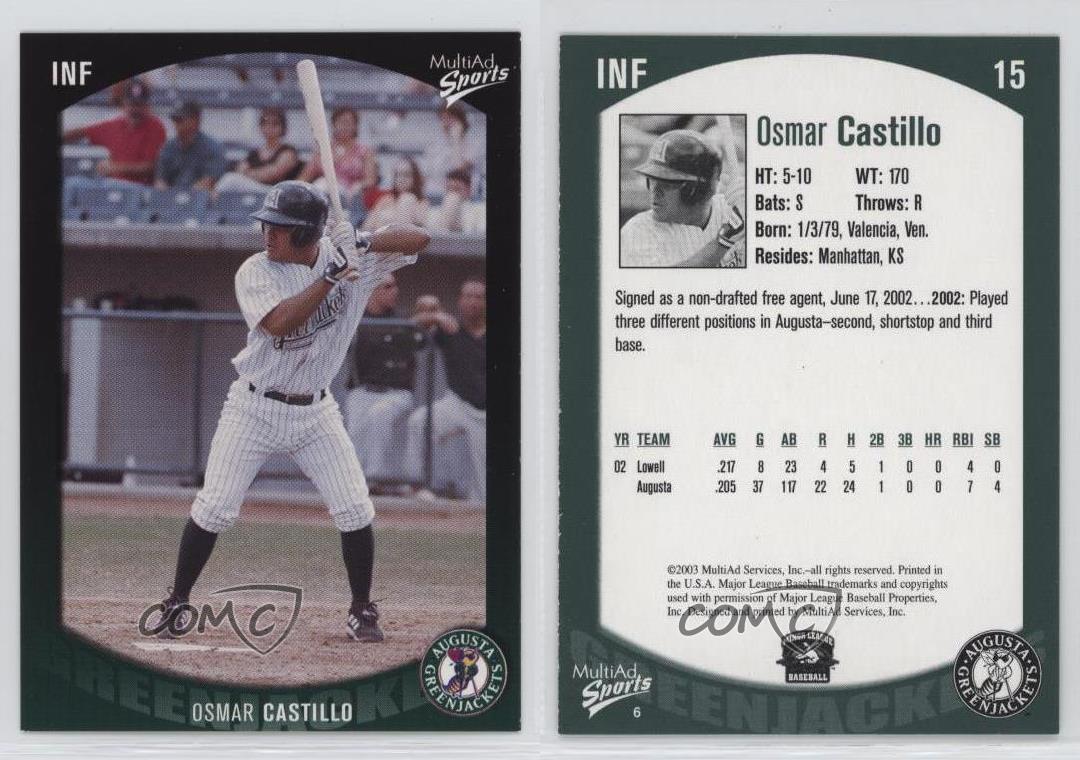 INF
MultiAd
Sports
AUGUSTA
GREENJACKETS
OSMAR CASTILLO
COMC
INF
15
Osmar Castillo
HT: 5-10 WT: 170
Bats: S Throws: R
Born: 1/3/79, Valencia, Ven.
Resides: Manhattan, KS
Signed as a non-drafted free agent, June 17, 2002…2002: Played
three different positions in Augusta–second, shortstop and third
base.
YR TEAM AVG G AB R H 2B 3B HR RBI SB
02 Lowell .217 8 23 4 5 1 0 0 4 0
Augusta .205 37 117 22 24 1 0 0 7 4
©2003 MultiAd Services, Inc.–all rights reserved. Printed in
the U.S.A. Major League Baseball trademarks and copyrights
used with permission of Major League Baseball Properties,
Inc. Designed and printed by MultiAd Services, Inc.
COMC
MINOR LEAGUE
BASEBALL
MultiAd
Sports
6
AUGUSTA
GREENJACKETS